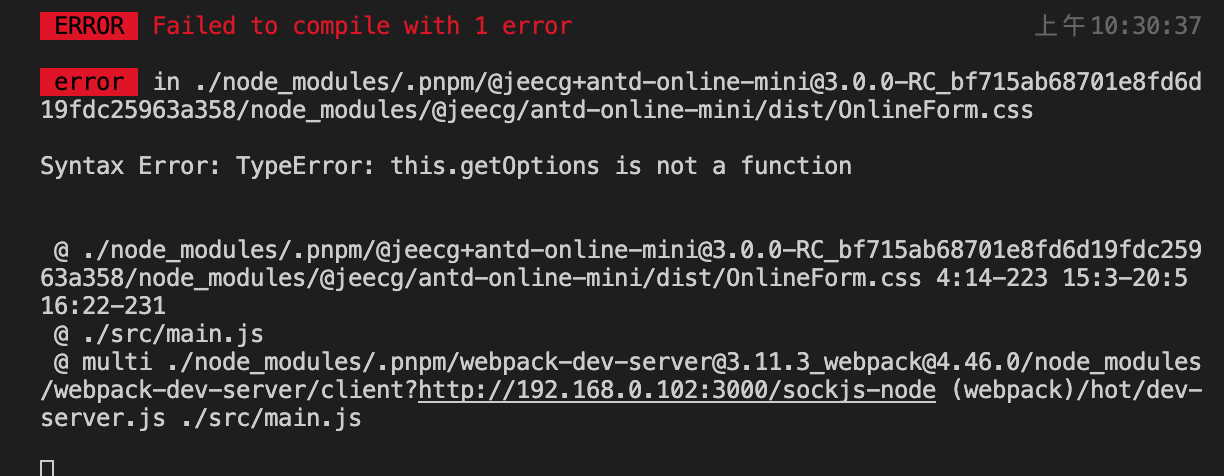 ERROR Failed to compile with 1 error 上午10:30:37
error in ./node_modules/.pnpm/@jeecg+antd-online-mini@3.0.0-RC_bf715ab68701e8fd6d
19fdc25963a358/node_modules/@jeecg/antd-online-mini/dist/OnlineForm.css
Syntax Error: TypeError: this.getOptions is not a function
@ ./node_modules/.pnpm/@jeecg+antd-online-mini@3.0.0-RC_bf715ab68701e8fd6d19fdc259
63a358/node_modules/@jeecg/antd-online-mini/dist/OnlineForm.css 4:14-223 15:3-20:5
16:22-231
@ ./src/main.js
@ multi ./node_modules/.pnpm/webpack-dev-server@3.11.3_webpack@4.46.0/node_modules
/webpack-dev-server/client?http://192.168.0.102:3000/sockjs-node (webpack)/hot/dev-
server.js ./src/main.js